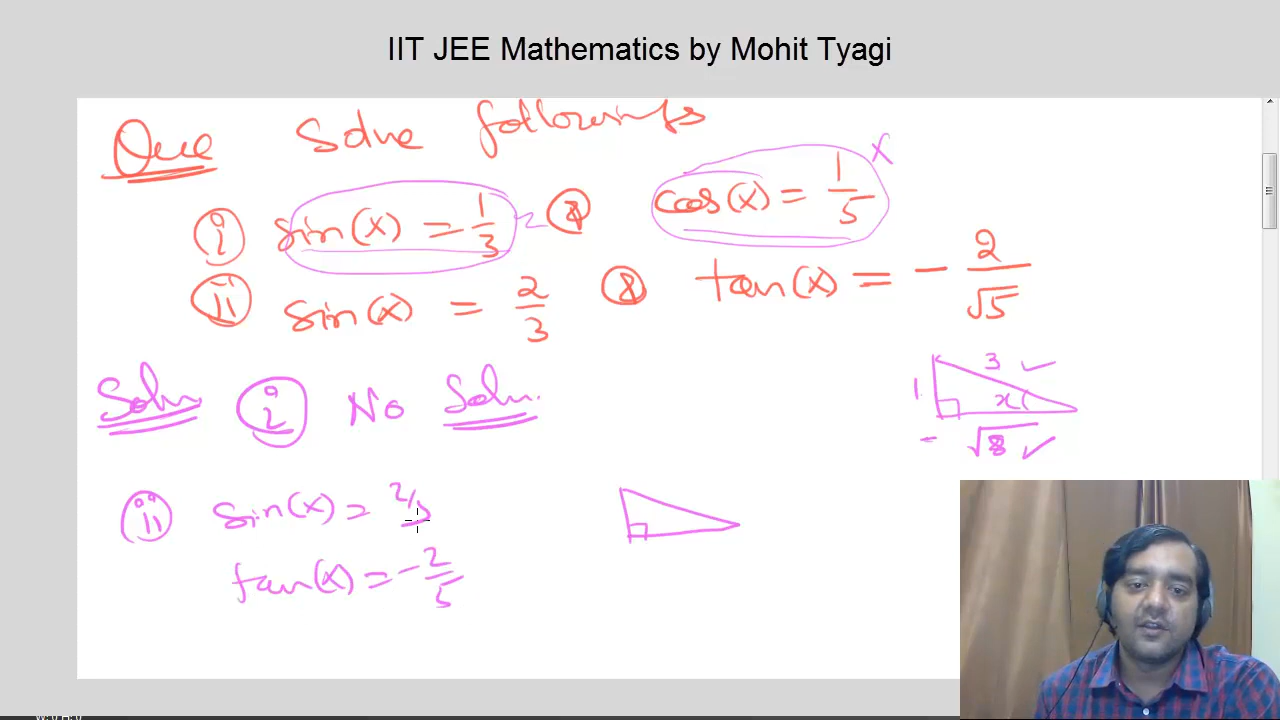 IIT JEE Mathematics by Mohit Tyagi
Que Solve followings
(i) sin(x) = 1/3 & cos(x) = 1/5 x
(ii) sin(x) = 2/3 & tan(x) = - 2/√5
Soln (i) No Soln.
3 ✓
1
x
- √8 ✓
(ii) sin(x) = 2/3
tan(x) = - 2/5